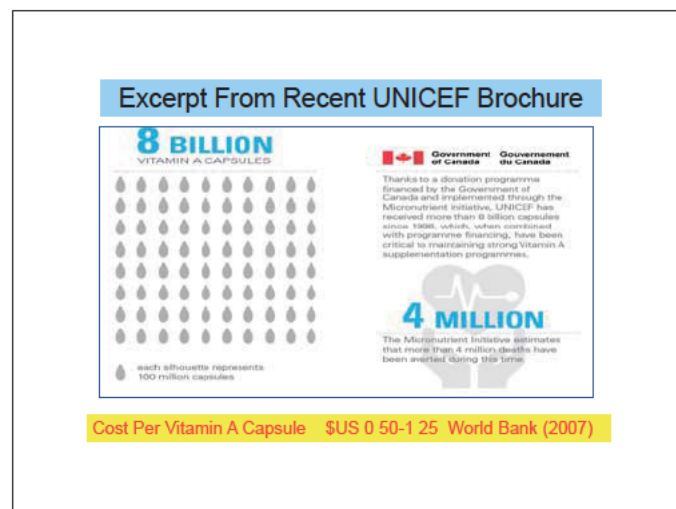 Excerpt From Recent UNICEF Brochure
8 BILLION
VITAMIN A CAPSULES
each silhouette represents
100 million capsules
Government of Canada
Gouvernement du Canada
Thanks to a donation programme
financed by the Government of
Canada and implemented through the
Micronutrient Initiative, UNICEF has
received more than 8 billion capsules
since 1998, which, when combined
with programme financing, have been
critical to maintaining strong Vitamin A
supplementation programmes.
4 MILLION
The Micronutrient Initiative estimates
that more than 4 million deaths have
been averted during this time.
Cost Per Vitamin A Capsule $US 0 50-1 25 World Bank (2007)